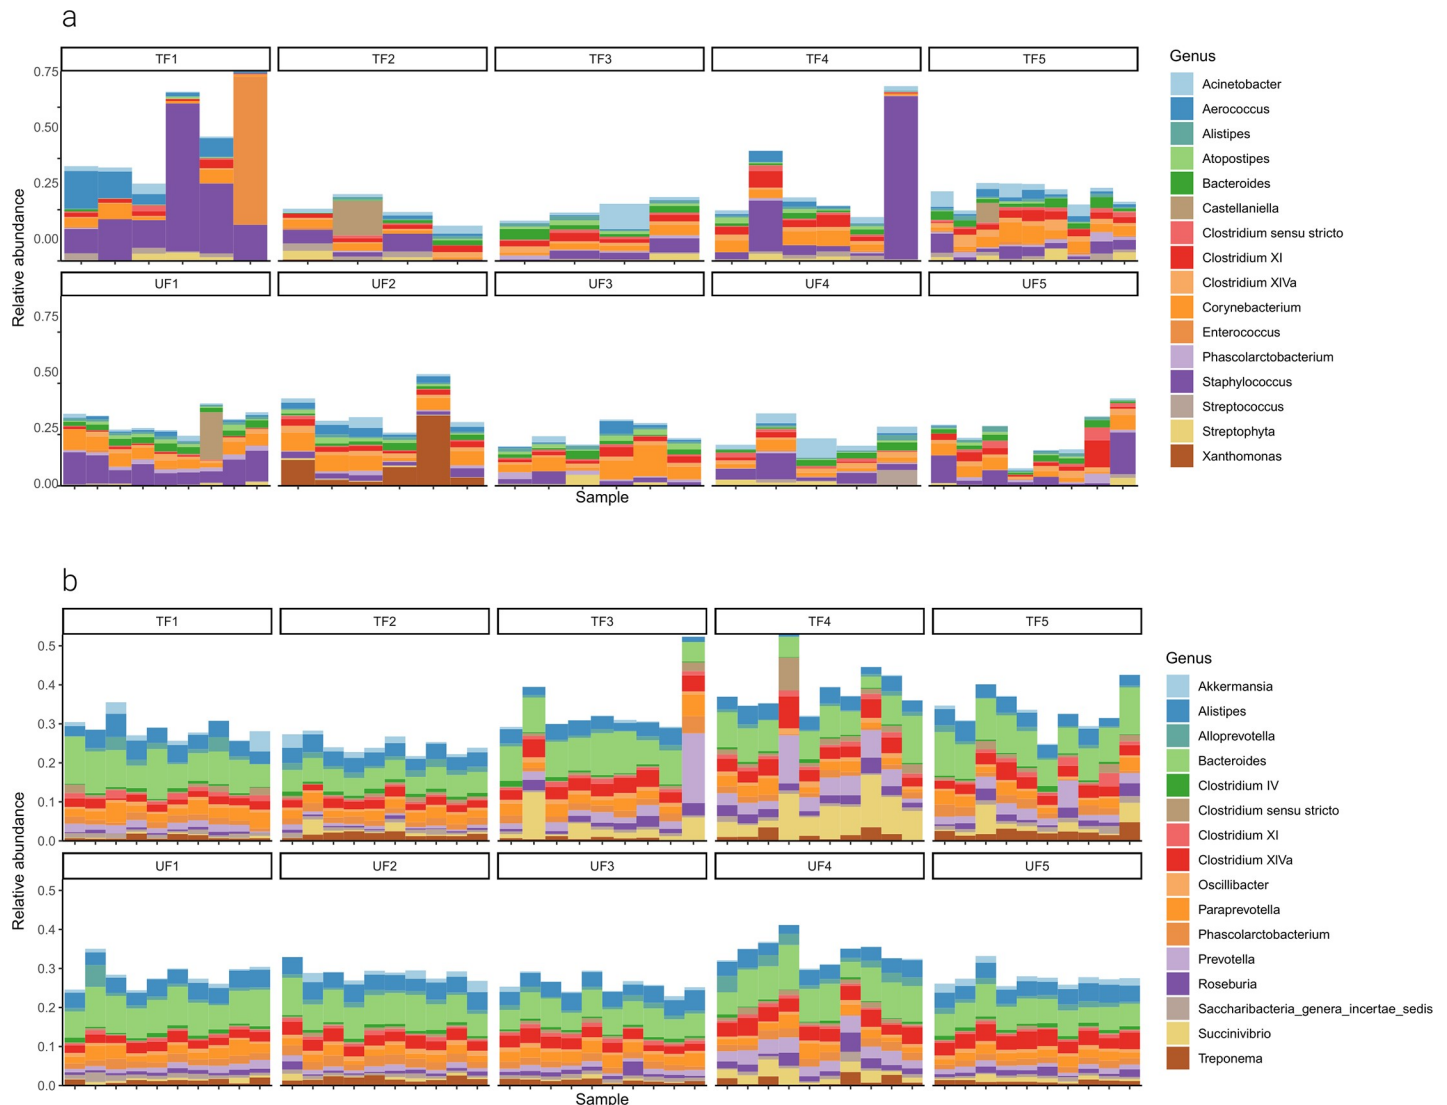 a
TF1
TF2
TF3
TF4
TF5
0.75
0.50
0.25
0.00
UF1
UF2
UF3
UF4
UF5
0.75
0.50
0.25
0.00
Relative abundance
Sample
Genus
Acinetobacter
Aerococcus
Alistipes
Atopostipes
Bacteroides
Castellaniella
Clostridium sensu stricto
Clostridium XI
Clostridium XIVa
Corynebacterium
Enterococcus
Phascolarctobacterium
Staphylococcus
Streptococcus
Streptophyta
Xanthomonas
b
TF1
TF2
TF3
TF4
TF5
0.5
0.4
0.3
0.2
0.1
0.0
UF1
UF2
UF3
UF4
UF5
0.5
0.4
0.3
0.2
0.1
0.0
Relative abundance
Sample
Genus
Akkermansia
Alistipes
Alloprevotella
Bacteroides
Clostridium IV
Clostridium sensu stricto
Clostridium XI
Clostridium XIVa
Oscillibacter
Paraprevotella
Phascolarctobacterium
Prevotella
Roseburia
Saccharibacteria_genera_incertae_sedis
Succinivibrio
Treponema